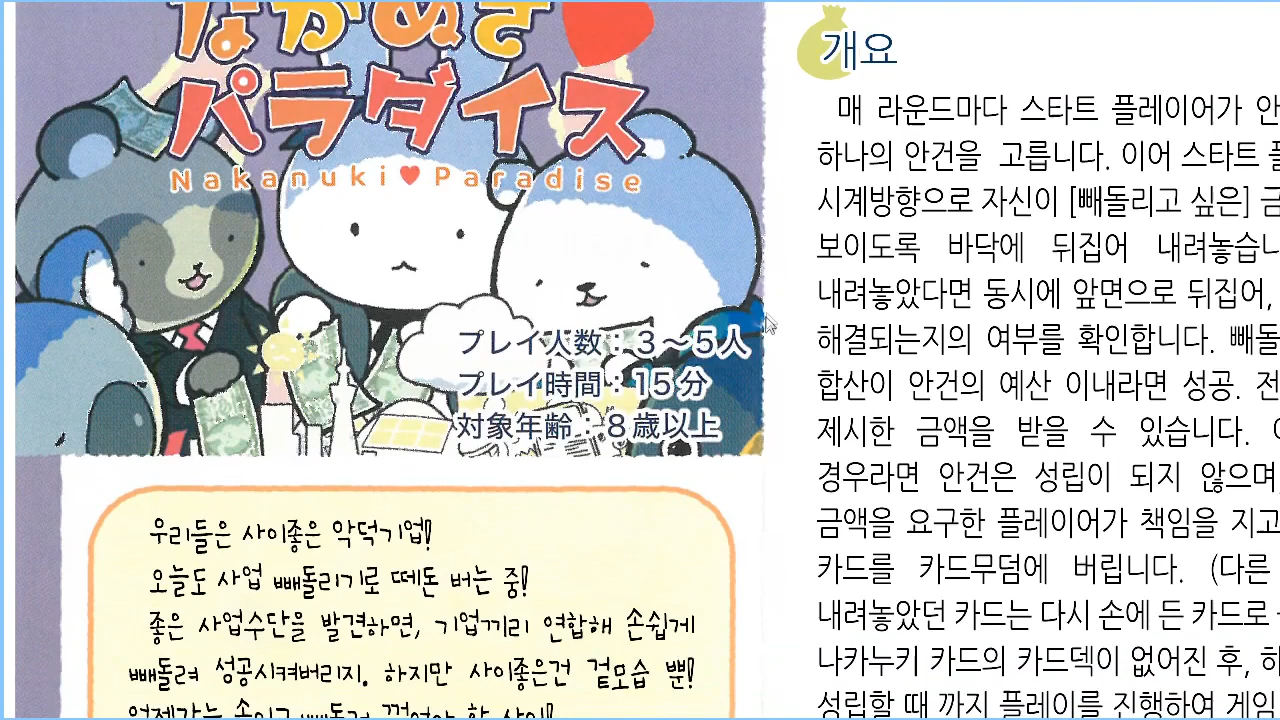 なかぬき
パラダイス
Nakanuki♥Paradise
プレイ人数：3～5人
プレイ時間：15分
対象年齢：8歳以上
우리들은 사이좋은 악덕기업!
오늘도 사업 빼돌리기로 떼돈 버는 중!
좋은 사업수단을 발견하면, 기업끼리 연합해 손쉽게
빼돌려 성공시켜버리지. 하지만 사이좋은건 겉모습 뿐!
개요
매 라운드마다 스타트 플레이어가 안
하나의 안건을 고릅니다. 이어 스타트 플
시계방향으로 자신이 [빼돌리고 싶은] 금
보이도록 바닥에 뒤집어 내려놓습니
내려놓았다면 동시에 앞면으로 뒤집어,
해결되는지의 여부를 확인합니다. 빼돌
합산이 안건의 예산 이내라면 성공. 전
제시한 금액을 받을 수 있습니다.
경우라면 안건은 성립이 되지 않으며,
금액을 요구한 플레이어가 책임을 지고
카드를 카드무덤에 버립니다. (다른
내려놓았던 카드는 다시 손에 든 카드로
나카누키 카드의 카드덱이 없어진 후, 하
성립할 때 까지 플레이를 진행하여 게임